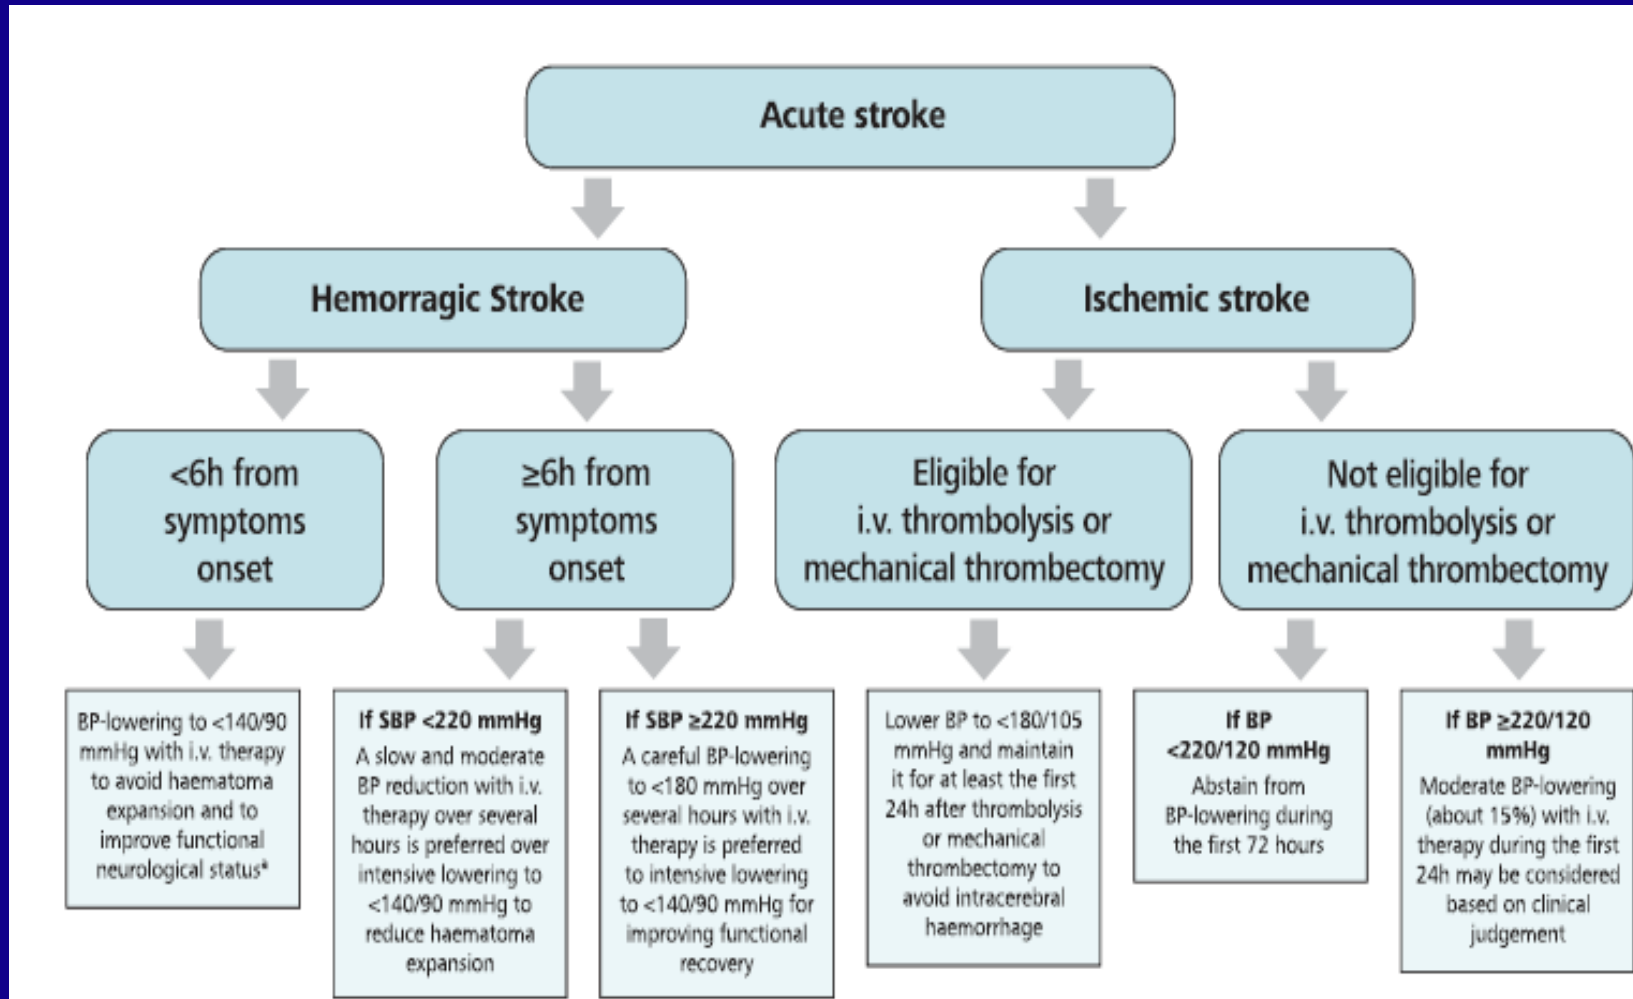 Acute stroke
Hemorragic Stroke
Ischemic stroke
<6h from
symptoms
onset
≥6h from
symptoms
onset
Eligible for
i.v. thrombolysis or
mechanical thrombectomy
Not eligible for
i.v. thrombolysis or
mechanical thrombectomy
BP-lowering to <140/90
mmHg with i.v. therapy
to avoid haematoma
expansion and to
improve functional
neurological status*
If SBP <220 mmHg
A slow and moderate
BP reduction with i.v.
therapy over several
hours is preferred over
intensive lowering to
<140/90 mmHg to
reduce haematoma
expansion
If SBP ≥220 mmHg
A careful BP-lowering
to <180 mmHg over
several hours with i.v.
therapy is preferred
to intensive lowering
to <140/90 mmHg for
improving functional
recovery
Lower BP to <180/105
mmHg and maintain
it for at least the first
24h after thrombolysis
or mechanical
thrombectomy to
avoid intracerebral
haemorrhage
If BP
<220/120 mmHg
Abstain from
BP-lowering during
the first 72 hours
If BP ≥220/120
mmHg
Moderate BP-lowering
(about 15%) with i.v.
therapy during the first
24h may be considered
based on clinical
judgement